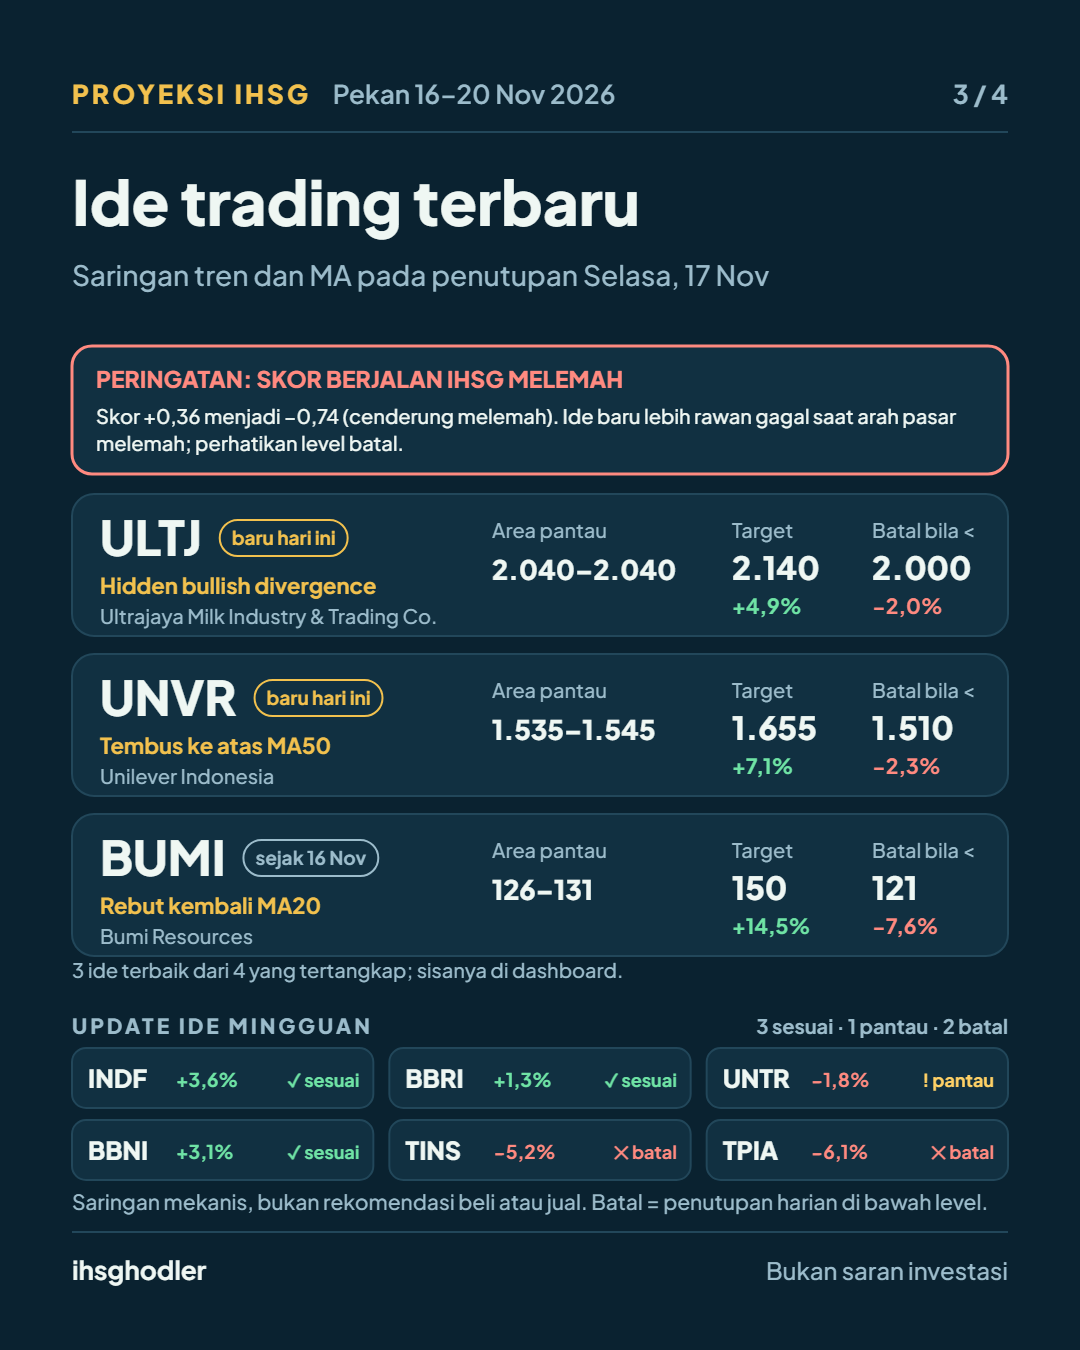 PROYEKSI IHSG Pekan 16–20 Nov 2026 3 / 4
Ide trading terbaru
Saringan tren dan MA pada penutupan Selasa, 17 Nov
PERINGATAN: SKOR BERJALAN IHSG MELEMAH
Skor +0,36 menjadi −0,74 (cenderung melemah). Ide baru lebih rawan gagal saat arah pasar
melemah; perhatikan level batal.
ULTJ baru hari ini
Hidden bullish divergence
Ultrajaya Milk Industry & Trading Co.
Area pantau
2.040–2.040
Target
2.140
+4,9%
Batal bila <
2.000
−2,0%
UNVR baru hari ini
Tembus ke atas MA50
Unilever Indonesia
Area pantau
1.535–1.545
Target
1.655
+7,1%
Batal bila <
1.510
−2,3%
BUMI sejak 16 Nov
Rebut kembali MA20
Bumi Resources
Area pantau
126–131
Target
150
+14,5%
Batal bila <
121
−7,6%
3 ide terbaik dari 4 yang tertangkap; sisanya di dashboard.
UPDATE IDE MINGGUAN 3 sesuai · 1 pantau · 2 batal
INDF +3,6% ✓ sesuai
BBRI +1,3% ✓ sesuai
UNTR −1,8% ! pantau
BBNI +3,1% ✓ sesuai
TINS −5,2% ✕ batal
TPIA −6,1% ✕ batal
Saringan mekanis, bukan rekomendasi beli atau jual. Batal = penutupan harian di bawah level.
ihsghodler Bukan saran investasi